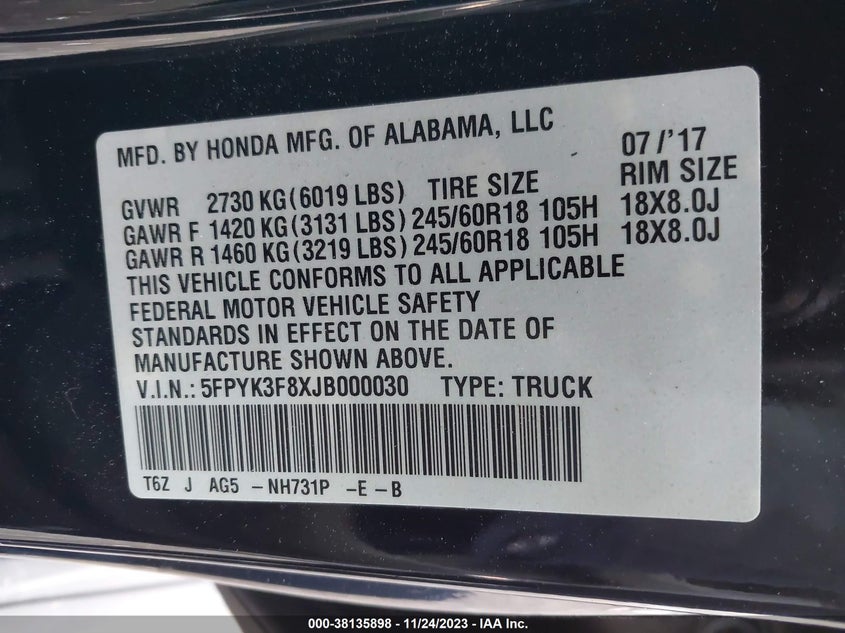 MFD. BY HONDA MFG. OF ALABAMA, LLC 07/'17
GVWR 2730 KG(6019 LBS) TIRE SIZE RIM SIZE
GAWR F 1420 KG(3131 LBS) 245/60R18 105H 18X8.0J
GAWR R 1460 KG(3219 LBS) 245/60R18 105H 18X8.0J
THIS VEHICLE CONFORMS TO ALL APPLICABLE
FEDERAL MOTOR VEHICLE SAFETY
STANDARDS IN EFFECT ON THE DATE OF
MANUFACTURE SHOWN ABOVE.
V.I.N.: 5FPYK3F8XJB000030 TYPE: TRUCK
T6Z J AG5 -NH731P -E -B
000-38135898 - 11/24/2023 - IAA Inc.